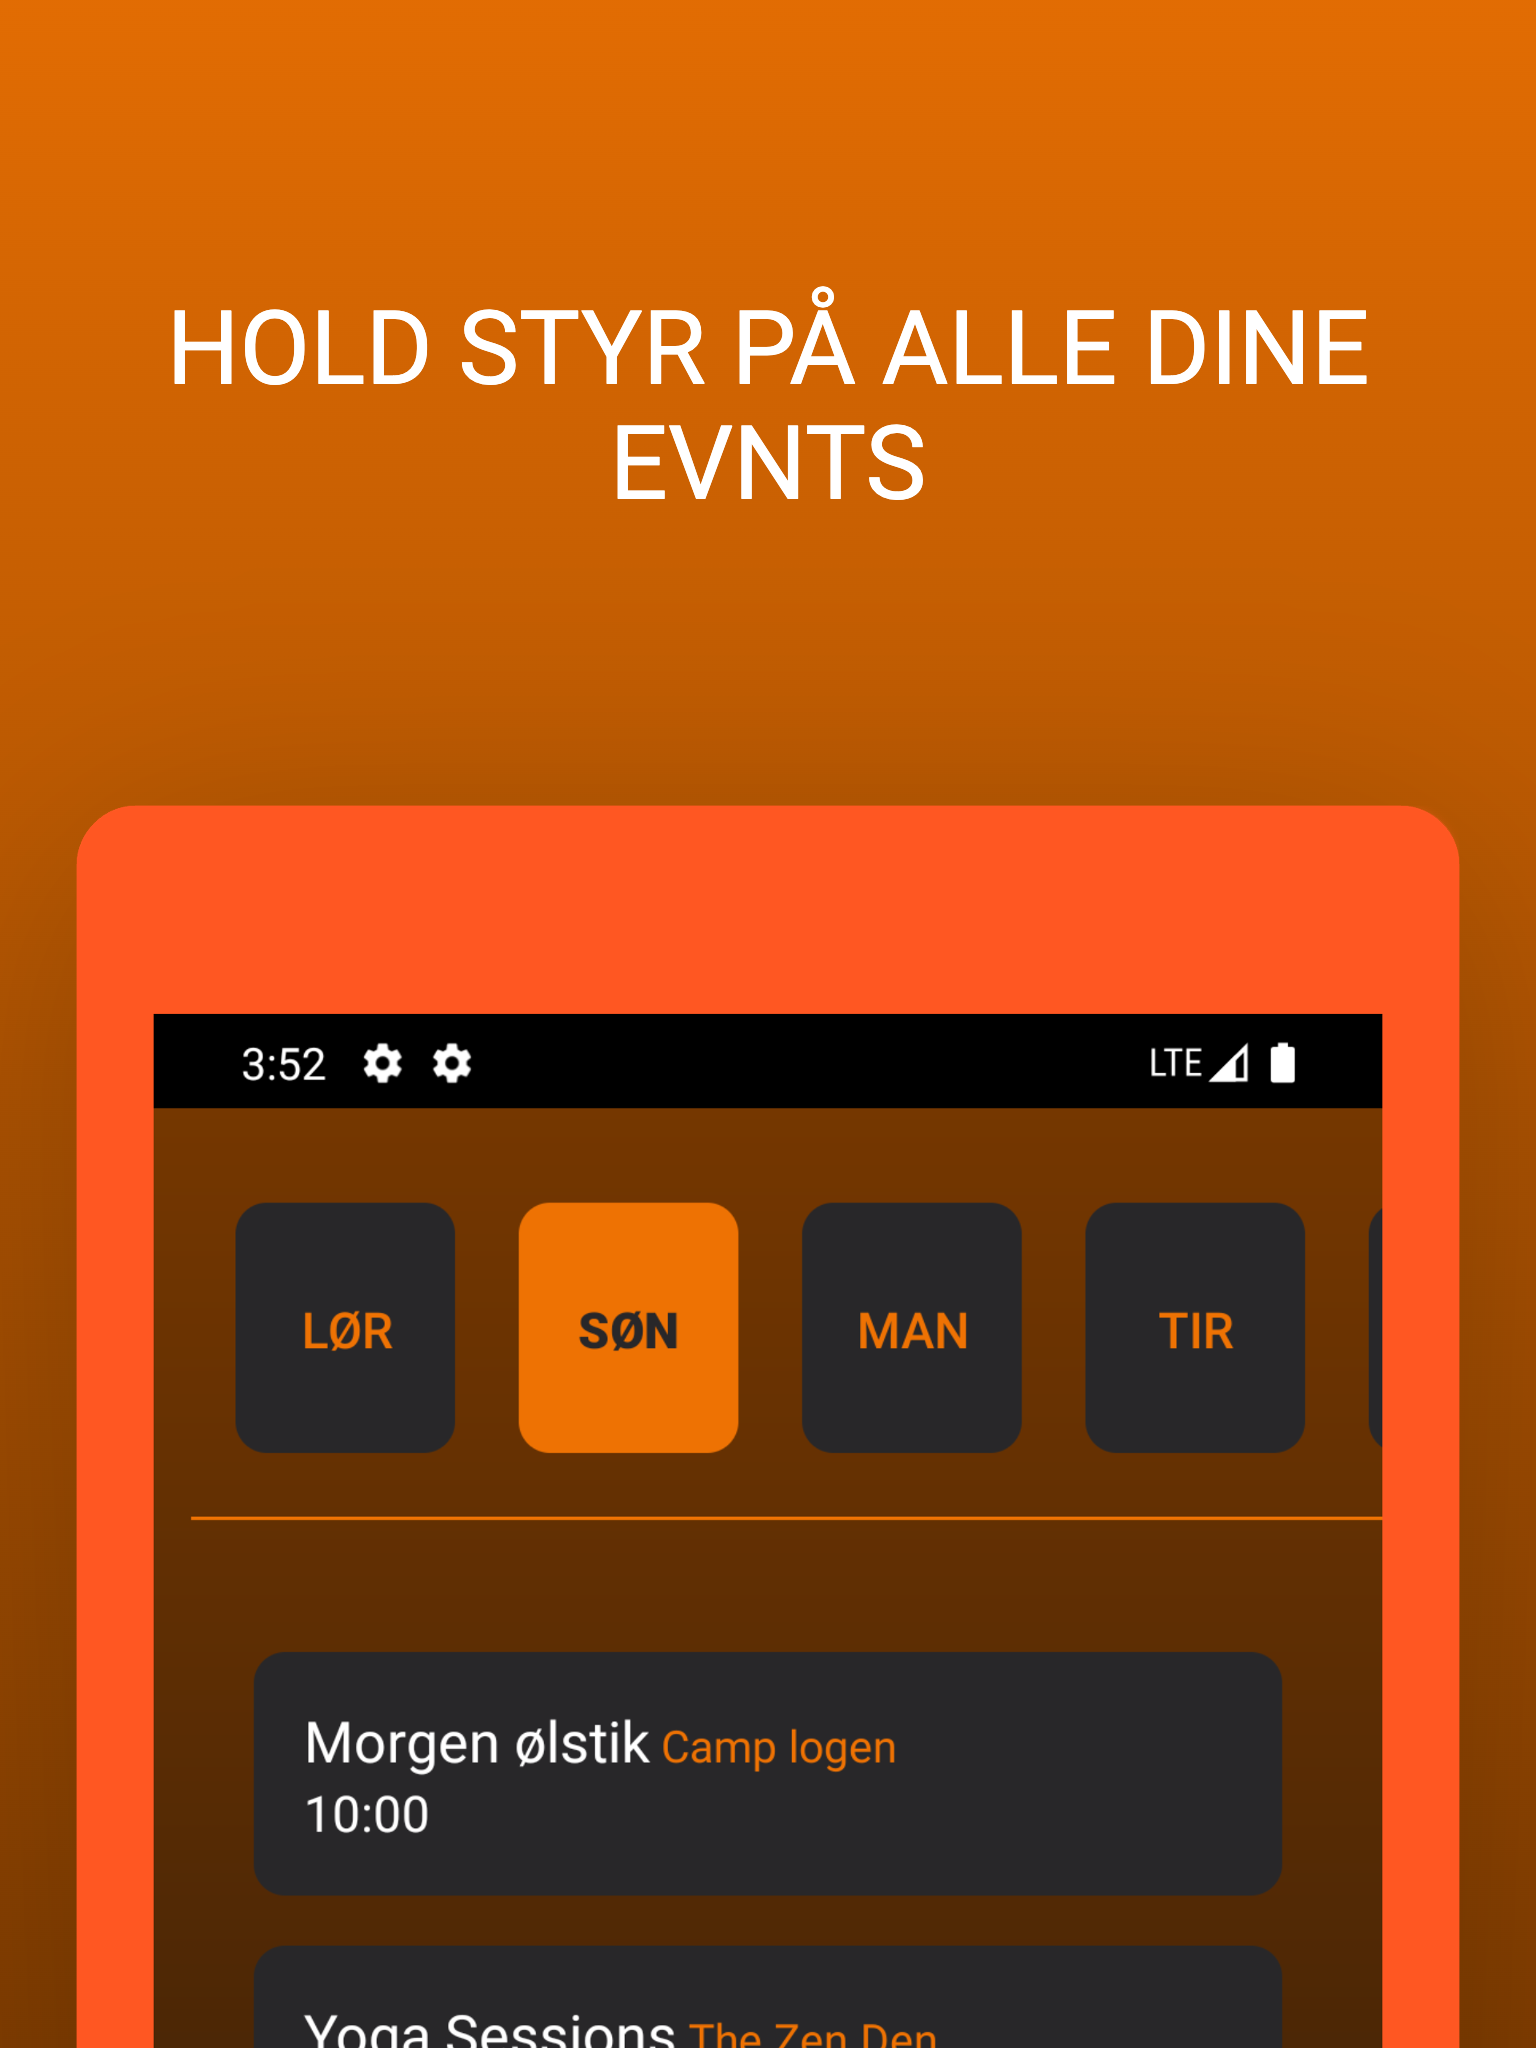 HOLD STYR PÅ ALLE DINE
EVNTS
3:52 LTE
LØR SØN MAN TIR
Morgen ølstik Camp logen
10:00
Yoga Sessions The Zen Den